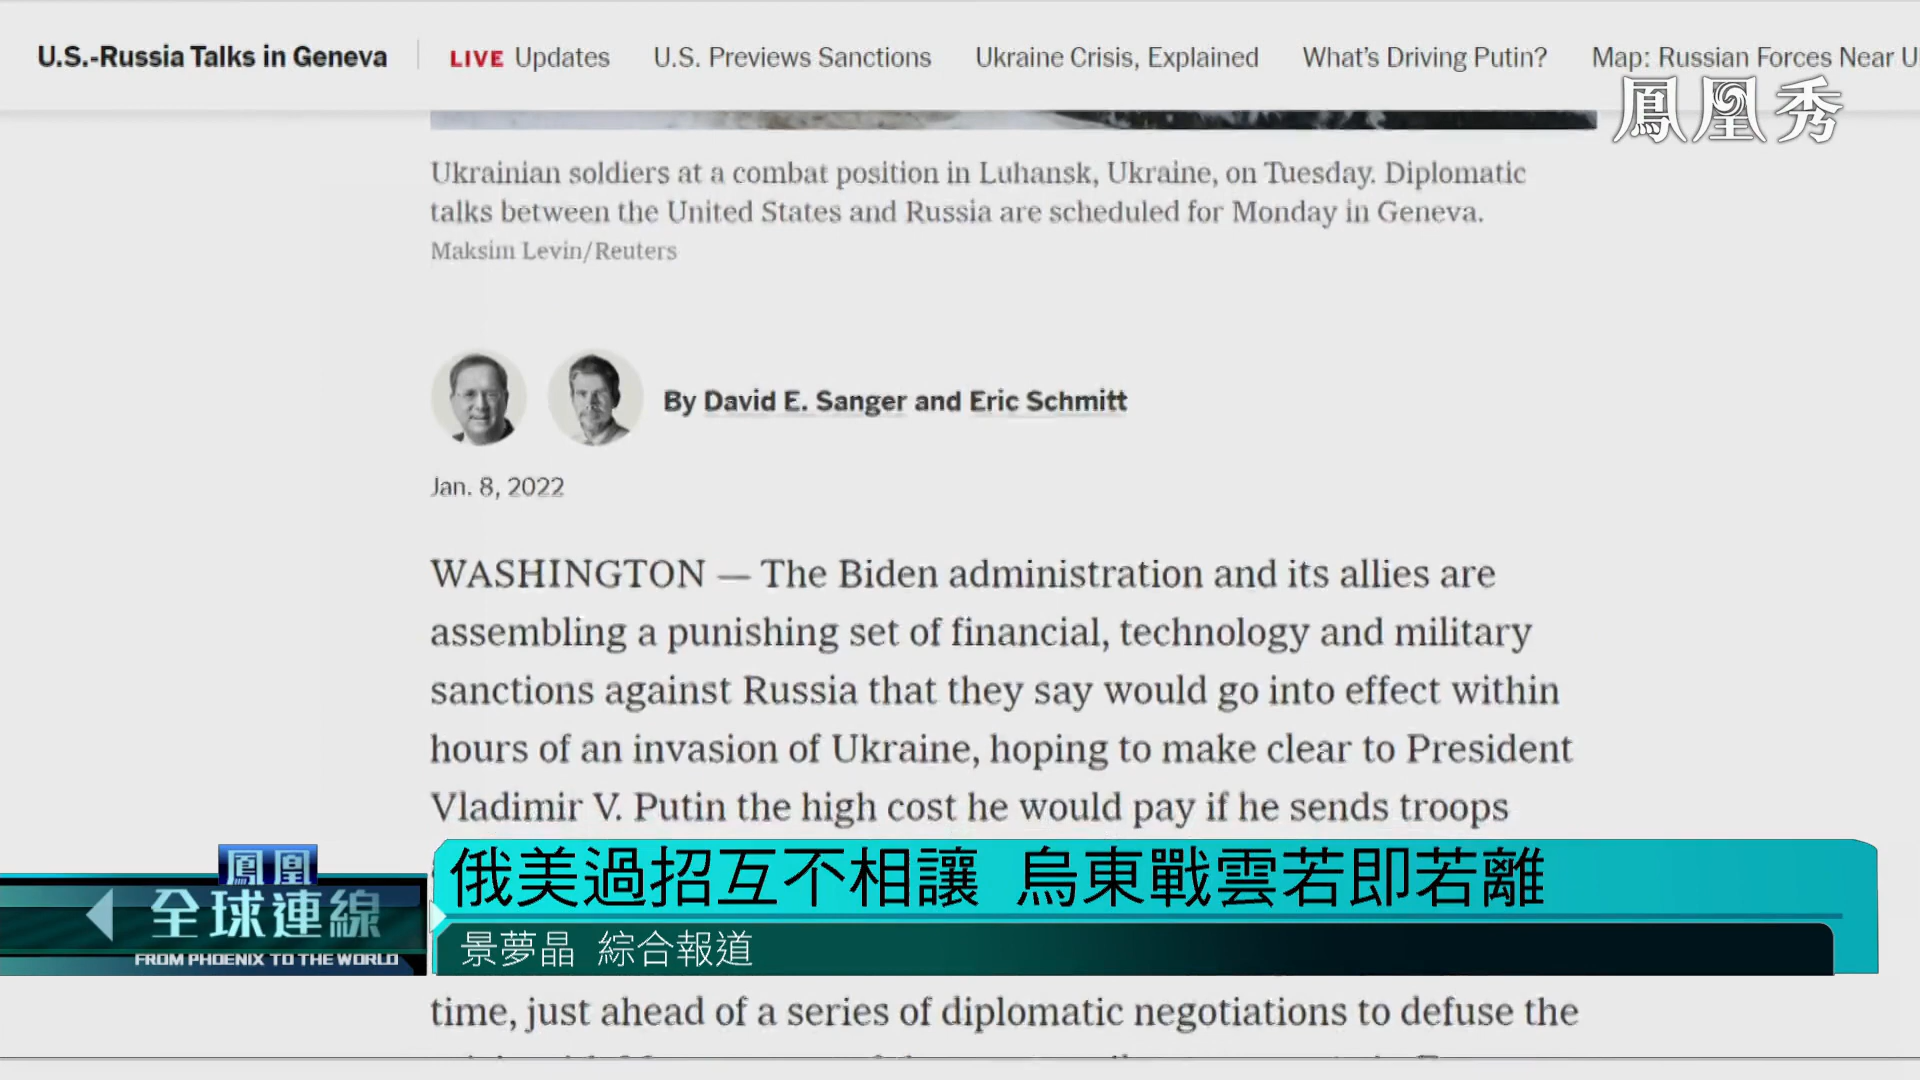 U.S.-Russia Talks in Geneva LIVE Updates U.S. Previews Sanctions Ukraine Crisis, Explained What's Driving Putin? Map: Russian Forces Near U
鳳凰秀
Ukrainian soldiers at a combat position in Luhansk, Ukraine, on Tuesday. Diplomatic
talks between the United States and Russia are scheduled for Monday in Geneva.
Maksim Levin/Reuters
By David E. Sanger and Eric Schmitt
Jan. 8, 2022
WASHINGTON — The Biden administration and its allies are
assembling a punishing set of financial, technology and military
sanctions against Russia that they say would go into effect within
hours of an invasion of Ukraine, hoping to make clear to President
Vladimir V. Putin the high cost he would pay if he sends troops
鳳凰
全球連線
FROM PHOENIX TO THE WORLD
俄美過招互不相讓 烏東戰雲若即若離
景夢晶 綜合報道
time, just ahead of a series of diplomatic negotiations to defuse the